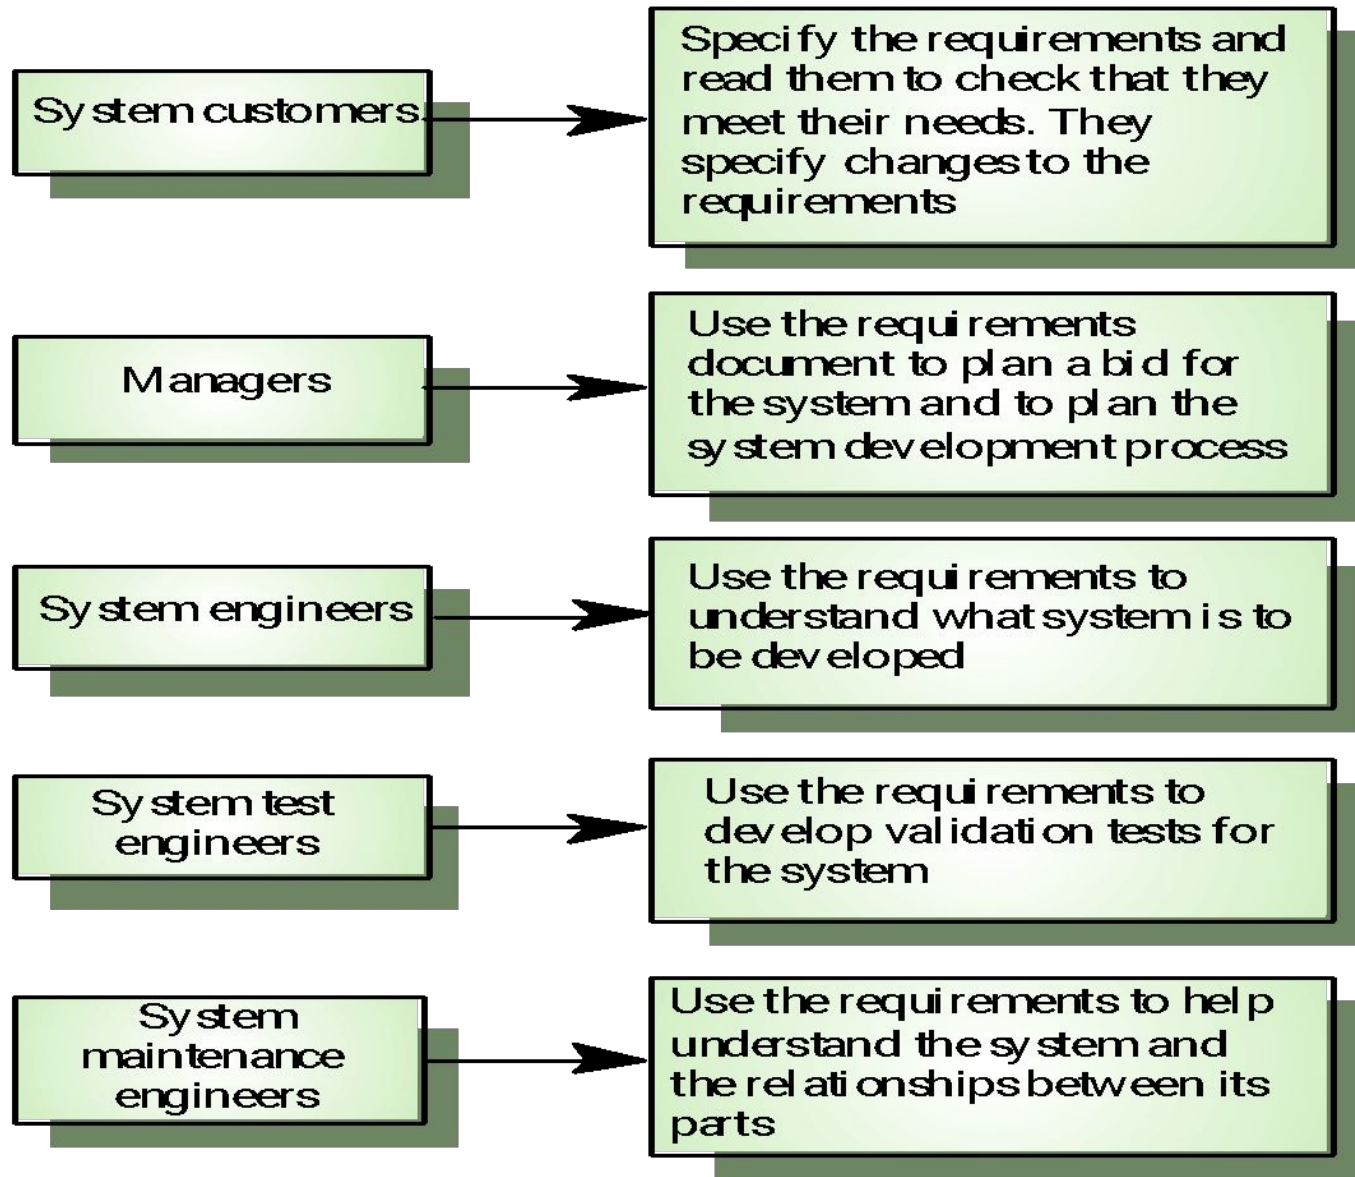 System customers
Specify the requirements and
read them to check that they
meet their needs. They
specify changes to the
requirements
Managers
Use the requirements
document to plan a bid for
the system and to plan the
system development process
System engineers
Use the requirements to
understand what system is to
be developed
System test
engineers
Use the requirements to
develop validation tests for
the system
System
maintenance
engineers
Use the requirements to help
understand the system and
the relationships between its
parts